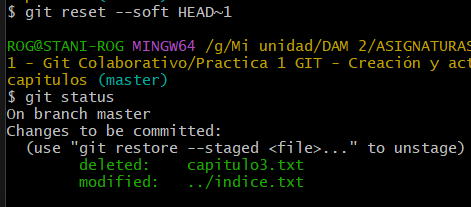 $ git reset --soft HEAD~1
ROG@STANI-ROG MINGW64 /g/Mi unidad/DAM 2/ASIGNATURAS
1 - Git Colaborativo/Practica 1 GIT - Creación y act
capitulos (master)
$ git status
On branch master
Changes to be committed:
  (use "git restore --staged <file>..." to unstage)
        deleted:    capitulo3.txt
        modified:   ../indice.txt